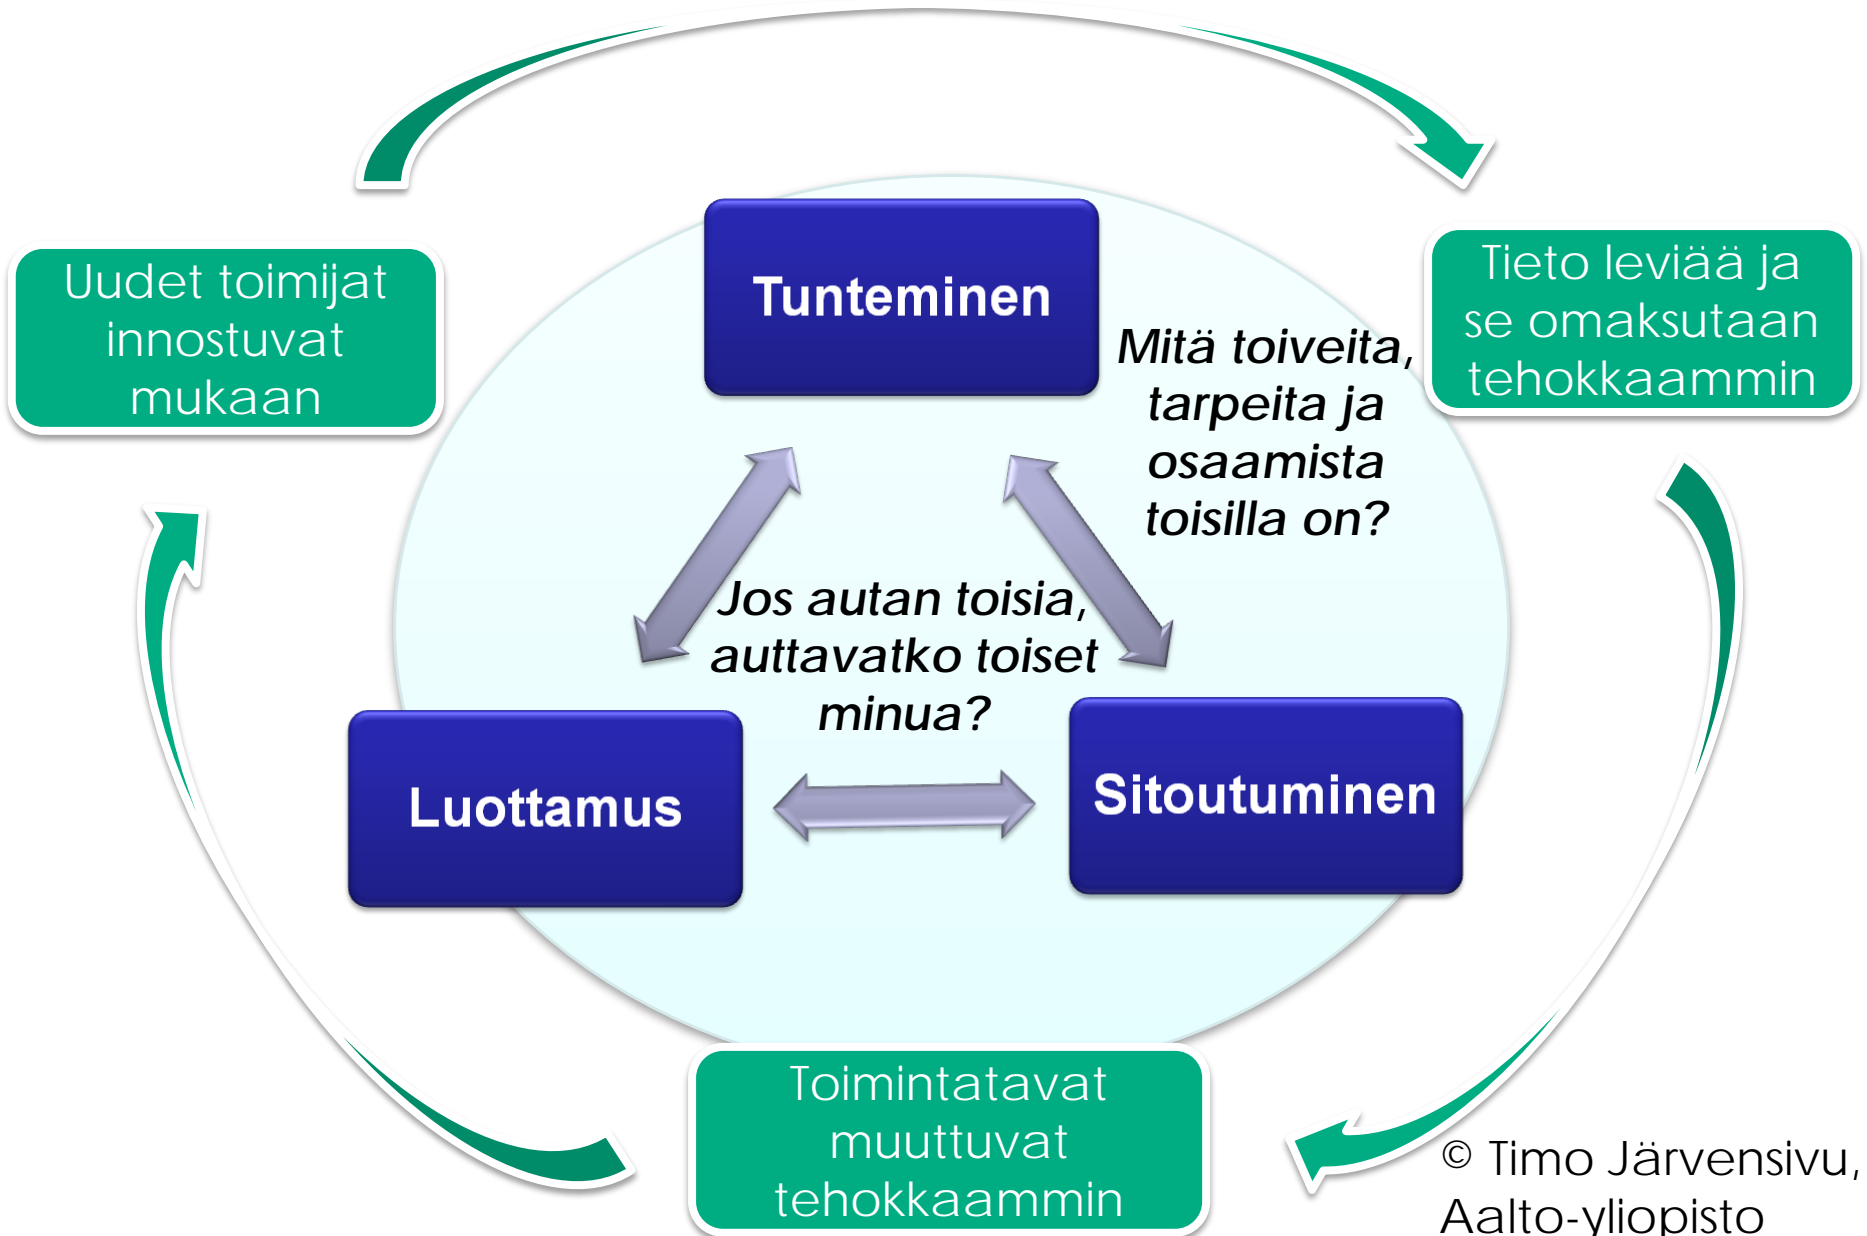 Tunteminen
Uudet toimijat
innostuvat
mukaan
Tieto leviää ja
se omaksutaan
tehokkaammin
Mitä toiveita,
tarpeita ja
osaamista
toisilla on?
Jos autan toisia,
auttavatko toiset
minua?
Luottamus
Sitoutuminen
Toimintatavat
muuttuvat
tehokkaammin
© Timo Järvensivu,
Aalto-yliopisto